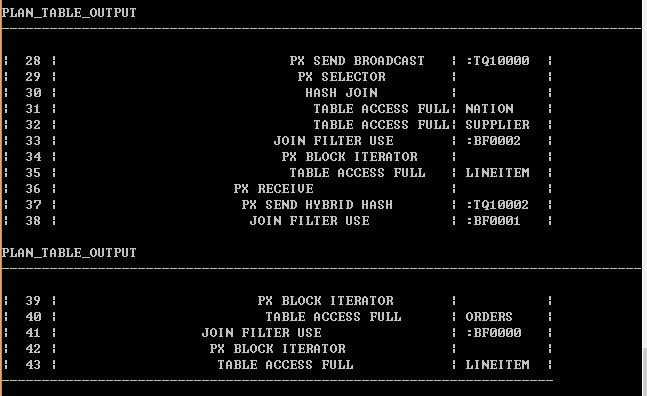 PLAN_TABLE_OUTPUT
--------------------------------------------------------------------------------
|  28 |                             PX SEND BROADCAST    | :TQ10000  |
|  29 |                              PX SELECTOR         |           |
|  30 |                               HASH JOIN          |           |
|  31 |                                TABLE ACCESS FULL| NATION    |
|  32 |                                TABLE ACCESS FULL| SUPPLIER  |
|  33 |                           JOIN FILTER USE        | :BF0002   |
|  34 |                            PX BLOCK ITERATOR     |           |
|  35 |                             TABLE ACCESS FULL    | LINEITEM  |
|  36 |                      PX RECEIVE                  |           |
|  37 |                       PX SEND HYBRID HASH        | :TQ10002  |
|  38 |                        JOIN FILTER USE           | :BF0001   |
PLAN_TABLE_OUTPUT
--------------------------------------------------------------------------------
|  39 |                         PX BLOCK ITERATOR        |           |
|  40 |                          TABLE ACCESS FULL       | ORDERS    |
|  41 |                  JOIN FILTER USE                 | :BF0000   |
|  42 |                   PX BLOCK ITERATOR              |           |
|  43 |                    TABLE ACCESS FULL             | LINEITEM  |
---------------------------------------------------------------------